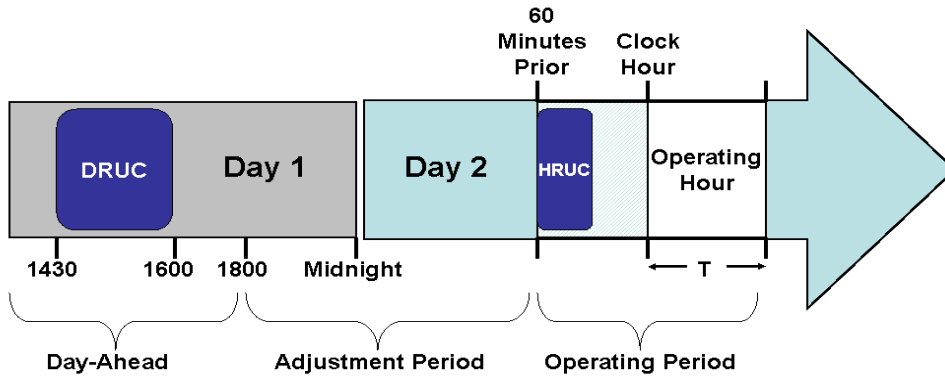 60
Minutes
Prior
Clock
Hour
DRUC
Day 1
Day 2
HRUC
Operating
Hour
1430
1600
1800
Midnight
T
Day-Ahead
Adjustment Period
Operating Period